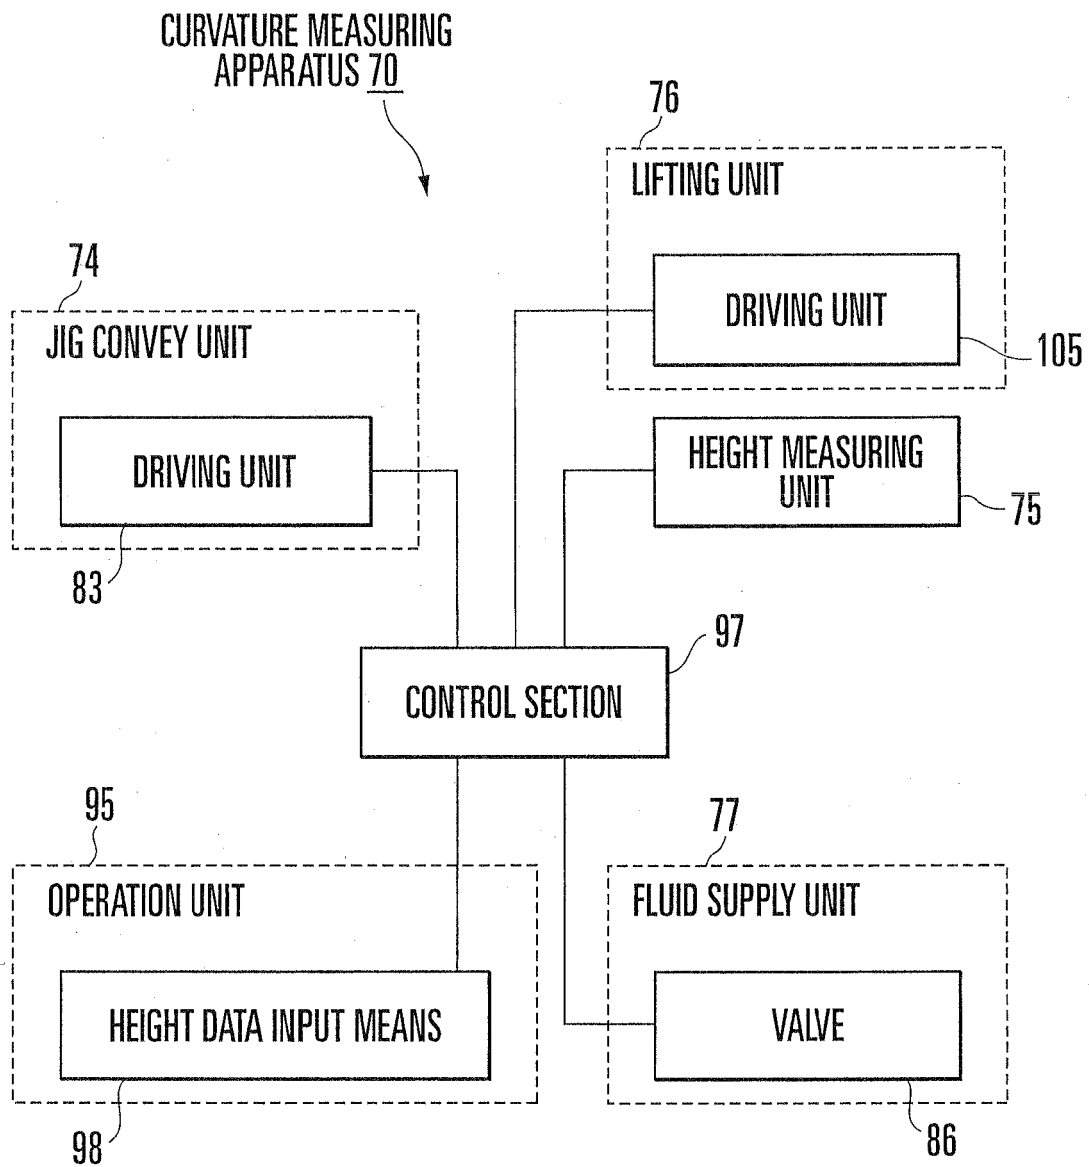 CURVATURE MEASURING
APPARATUS 70
76
LIFTING UNIT
DRIVING UNIT
105
74
JIG CONVEY UNIT
DRIVING UNIT
83
HEIGHT MEASURING
UNIT
75
97
CONTROL SECTION
95
OPERATION UNIT
HEIGHT DATA INPUT MEANS
98
77
FLUID SUPPLY UNIT
VALVE
86